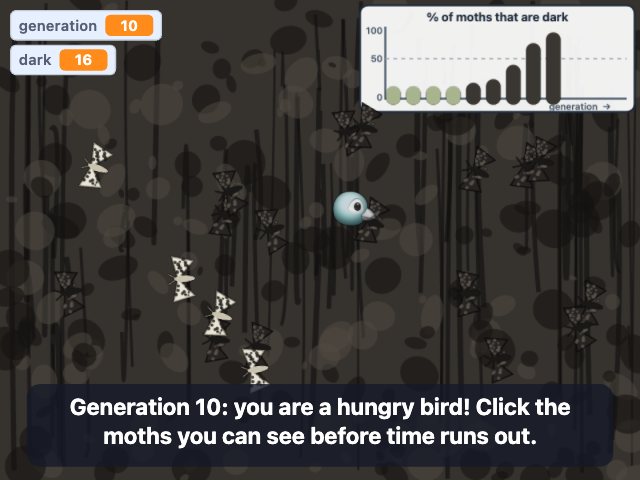 generation 10
dark 16
% of moths that are dark
100
50
0
generation →
Generation 10: you are a hungry bird! Click the
moths you can see before time runs out.